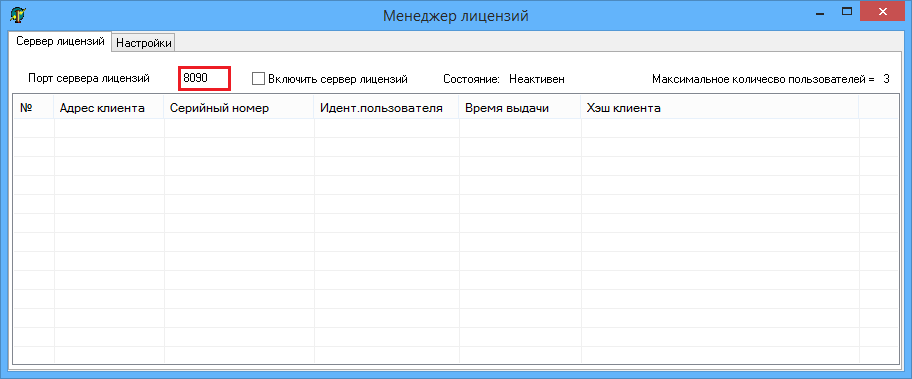 Менеджер лицензий
Сервер лицензий Настройки
Порт сервера лицензий 8090 Включить сервер лицензий Состояние: Неактивен Максимальное количесво пользователей = 3
№ Адрес клиента Серийный номер Идент.пользователя Время выдачи Хэш клиента